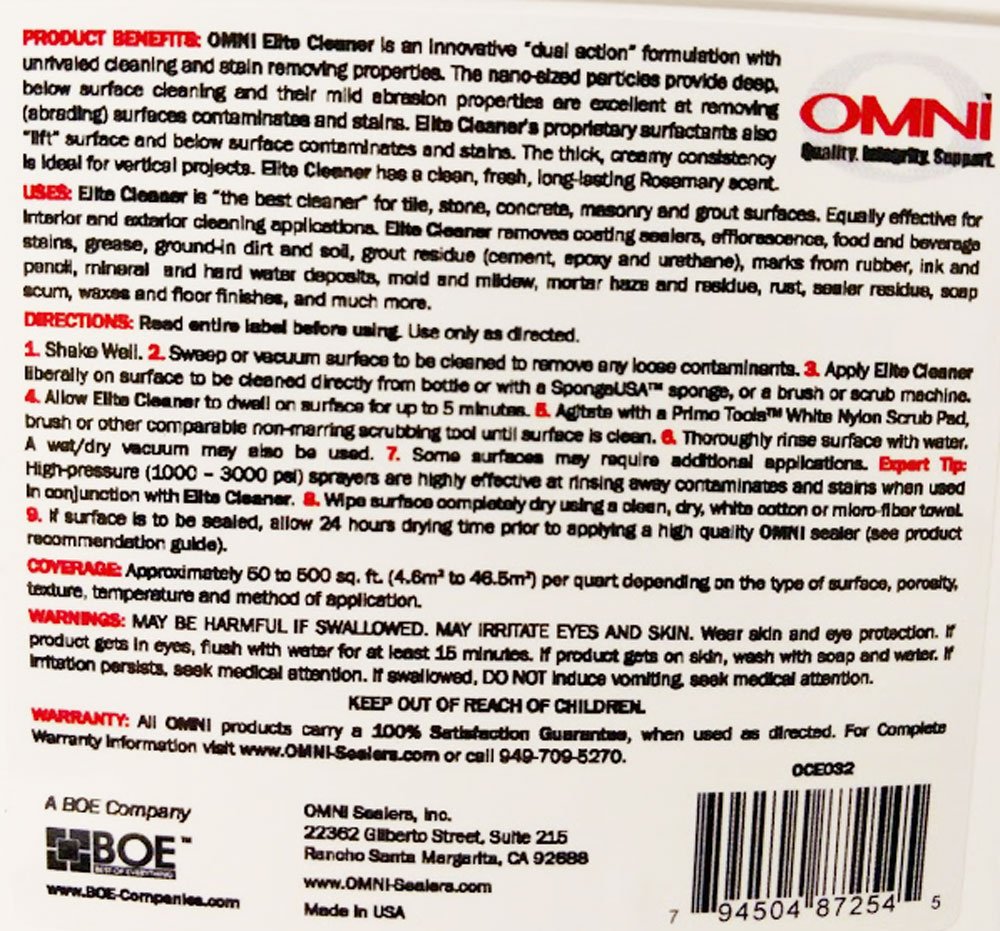 PRODUCT BENEFITS: OMNI Elite Cleaner is an innovative "dual action" formulation with
unrivaled cleaning and stain removing properties. The nano-sized particles provide deep,
below surface cleaning and their mild abrasion properties are excellent at removing
(abrading) surfaces contaminates and stains. Elite Cleaner's proprietary surfactants also
"lift" surface and below surface contaminates and stains. The thick, creamy consistency
is ideal for vertical projects. Elite Cleaner has a clean, fresh, long-lasting Rosemary scent.
OMNI
Quality. Integrity. Support.
USES: Elite Cleaner is "the best cleaner" for tile, stone, concrete, masonry and grout surfaces. Equally effective for
interior and exterior cleaning applications. Elite Cleaner removes coating sealers, efflorescence, food and beverage
stains, grease, ground-in dirt and soil, grout residue (cement, epoxy and urethane), marks from rubber, ink and
pencil, mineral and hard water deposits, mold and mildew, mortar haze and residue, rust, sealer residue, soap
scum, waxes and floor finishes, and much more.
DIRECTIONS: Read entire label before using. Use only as directed.
1. Shake Well. 2. Sweep or vacuum surface to be cleaned to remove any loose contaminants. 3. Apply Elite Cleaner
liberally on surface to be cleaned directly from bottle or with a SpongeUSA™ sponge, or a brush or scrub machine.
4. Allow Elite Cleaner to dwell on surface for up to 5 minutes. 5. Agitate with a Primo Tools™ White Nylon Scrub Pad,
brush or other comparable non-marring scrubbing tool until surface is clean. 6. Thoroughly rinse surface with water.
A wet/dry vacuum may also be used. 7. Some surfaces may require additional applications. Expert Tip:
High-pressure (1000 – 3000 psi) sprayers are highly effective at rinsing away contaminates and stains when used
in conjunction with Elite Cleaner. 8. Wipe surface completely dry using a clean, dry, white cotton or micro-fiber towel.
9. If surface is to be sealed, allow 24 hours drying time prior to applying a high quality OMNI sealer (see product
recommendation guide).
COVERAGE: Approximately 50 to 500 sq. ft. (4.6m² to 46.5m²) per quart depending on the type of surface, porosity,
texture, temperature and method of application.
WARNINGS: MAY BE HARMFUL IF SWALLOWED. MAY IRRITATE EYES AND SKIN. Wear skin and eye protection. If
product gets in eyes, flush with water for at least 15 minutes. If product gets on skin, wash with soap and water. If
irritation persists, seek medical attention. If swallowed, DO NOT induce vomiting, seek medical attention.
KEEP OUT OF REACH OF CHILDREN.
WARRANTY: All OMNI products carry a 100% Satisfaction Guarantee, when used as directed. For Complete
Warranty Information visit www.OMNI-Sealers.com or call 949-709-5270.
OCE032
A BOE Company
BOE™
BEST OF EVERYTHING
www.BOE-Companies.com
OMNI Sealers, Inc.
22362 Gilberto Street, Suite 215
Rancho Santa Margarita, CA 92688
www.OMNI-Sealers.com
Made In USA
7 94504 87254 5